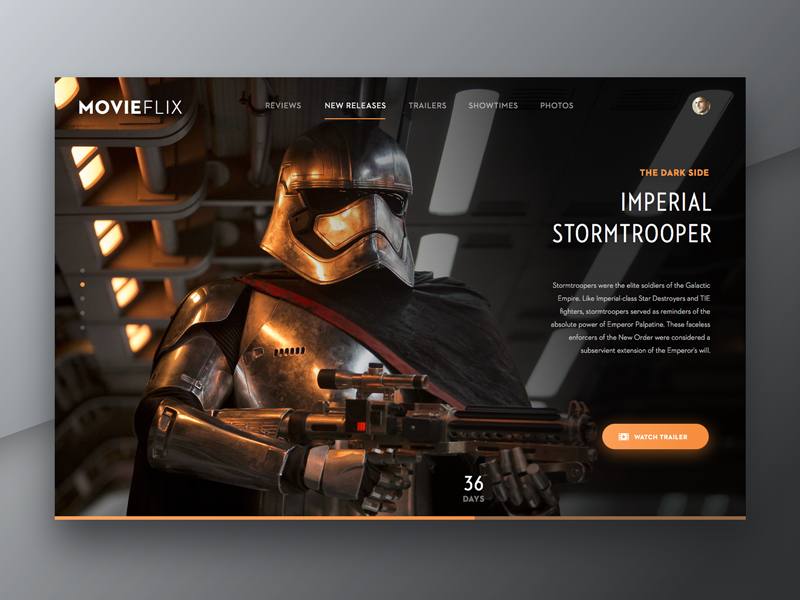 MOVIEFLIX
REVIEWS
NEW RELEASES
TRAILERS
SHOWTIMES
PHOTOS
THE DARK SIDE
IMPERIAL
STORMTROOPER
Stormtroopers were the elite soldiers of the Galactic
Empire. Like Imperial-class Star Destroyers and TIE
fighters, stormtroopers served as reminders of the
absolute power of Emperor Palpatine. These faceless
enforcers of the New Order were considered a
subservient extension of the Emperor's will.
WATCH TRAILER
36
DAYS